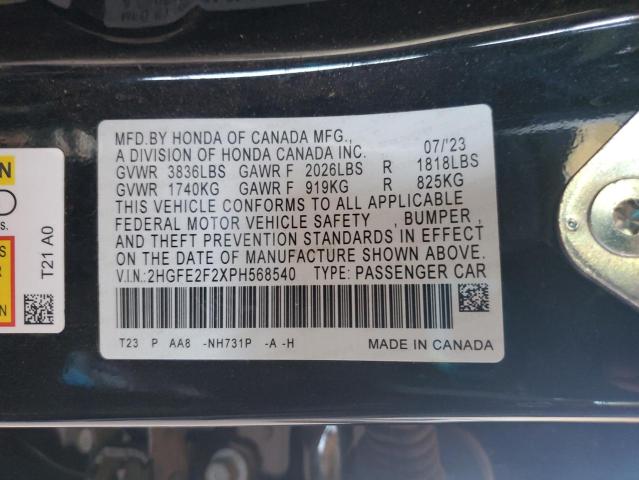 MFD.BY HONDA OF CANADA MFG.,
A DIVISION OF HONDA CANADA INC. 07/'23
GVWR 3836LBS GAWR F 2026LBS R 1818LBS
GVWR 1740KG GAWR F 919KG R 825KG
THIS VEHICLE CONFORMS TO ALL APPLICABLE
FEDERAL MOTOR VEHICLE SAFETY , BUMPER ,
AND THEFT PREVENTION STANDARDS IN EFFECT
ON THE DATE OF MANUFACTURE SHOWN ABOVE.
V.I.N.:2HGFE2F2XPH568540 TYPE:PASSENGER CAR
T23 P AA8 -NH731P -A -H MADE IN CANADA
T21 A0